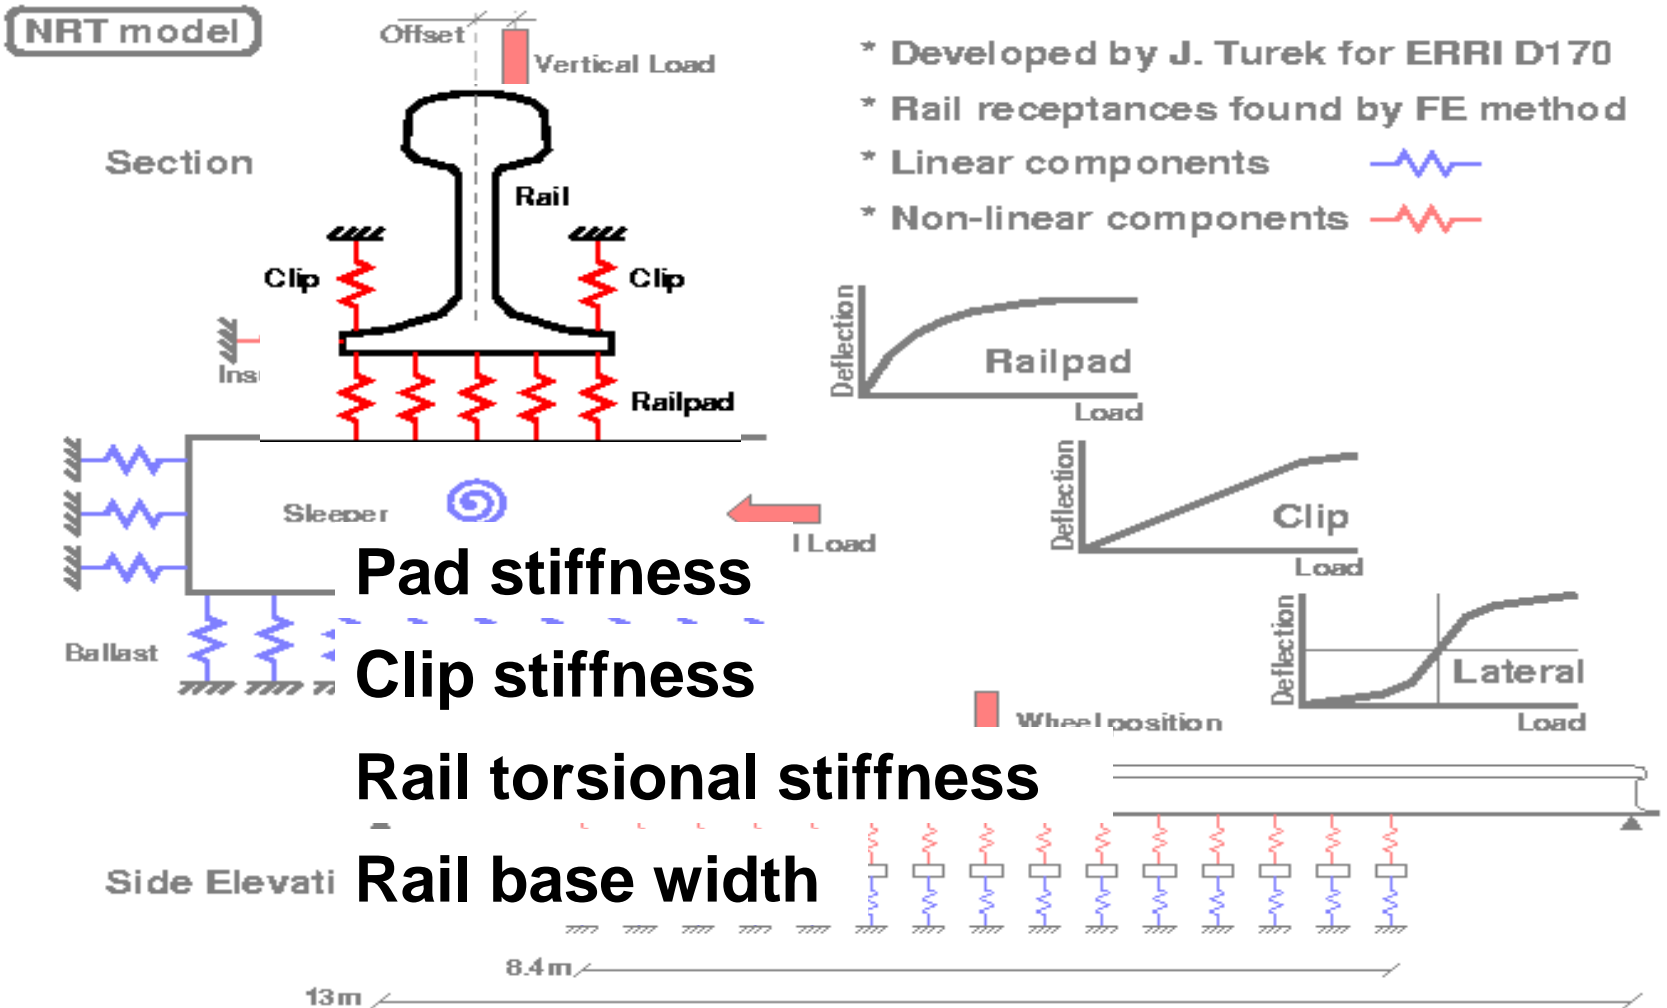 NRT model
Offset
Vertical Load
* Developed by J. Turek for ERRI D170
* Rail receptances found by FE method
* Linear components
* Non-linear components
Section
Rail
Clip
Clip
Ins
Railpad
Deflection
Railpad
Load
Deflection
Clip
Load
Sleeper
l Load
Pad stiffness
Ballast
Clip stiffness
Deflection
Lateral
Load
Wheel position
Rail torsional stiffness
Side Elevati
Rail base width
8.4m
13m